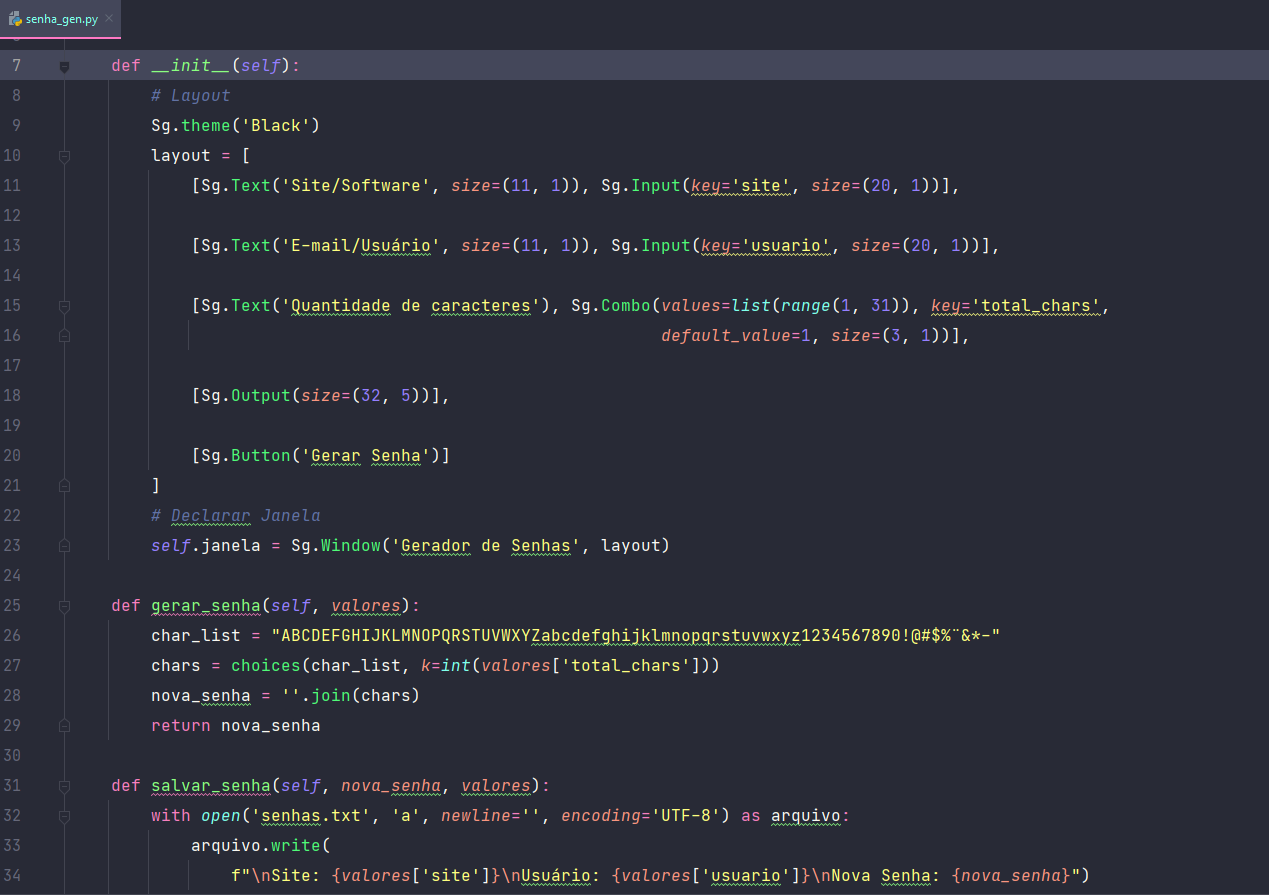 senha_gen.py
7 def __init__(self):
8 # Layout
9 Sg.theme('Black')
10 layout = [
11 [Sg.Text('Site/Software', size=(11, 1)), Sg.Input(key='site', size=(20, 1))],
12
13 [Sg.Text('E-mail/Usuário', size=(11, 1)), Sg.Input(key='usuario', size=(20, 1))],
14
15 [Sg.Text('Quantidade de caracteres'), Sg.Combo(values=list(range(1, 31)), key='total_chars',
16 default_value=1, size=(3, 1))],
17
18 [Sg.Output(size=(32, 5))],
19
20 [Sg.Button('Gerar Senha')]
21 ]
22 # Declarar Janela
23 self.janela = Sg.Window('Gerador de Senhas', layout)
24
25 def gerar_senha(self, valores):
26 char_list = "ABCDEFGHIJKLMNOPQRSTUVWXYZabcdefghijklmnopqrstuvwxyz1234567890!@#$%¨&*-"
27 chars = choices(char_list, k=int(valores['total_chars']))
28 nova_senha = ''.join(chars)
29 return nova_senha
30
31 def salvar_senha(self, nova_senha, valores):
32 with open('senhas.txt', 'a', newline='', encoding='UTF-8') as arquivo:
33 arquivo.write(
34 f"\nSite: {valores['site']}\nUsuário: {valores['usuario']}\nNova Senha: {nova_senha}")